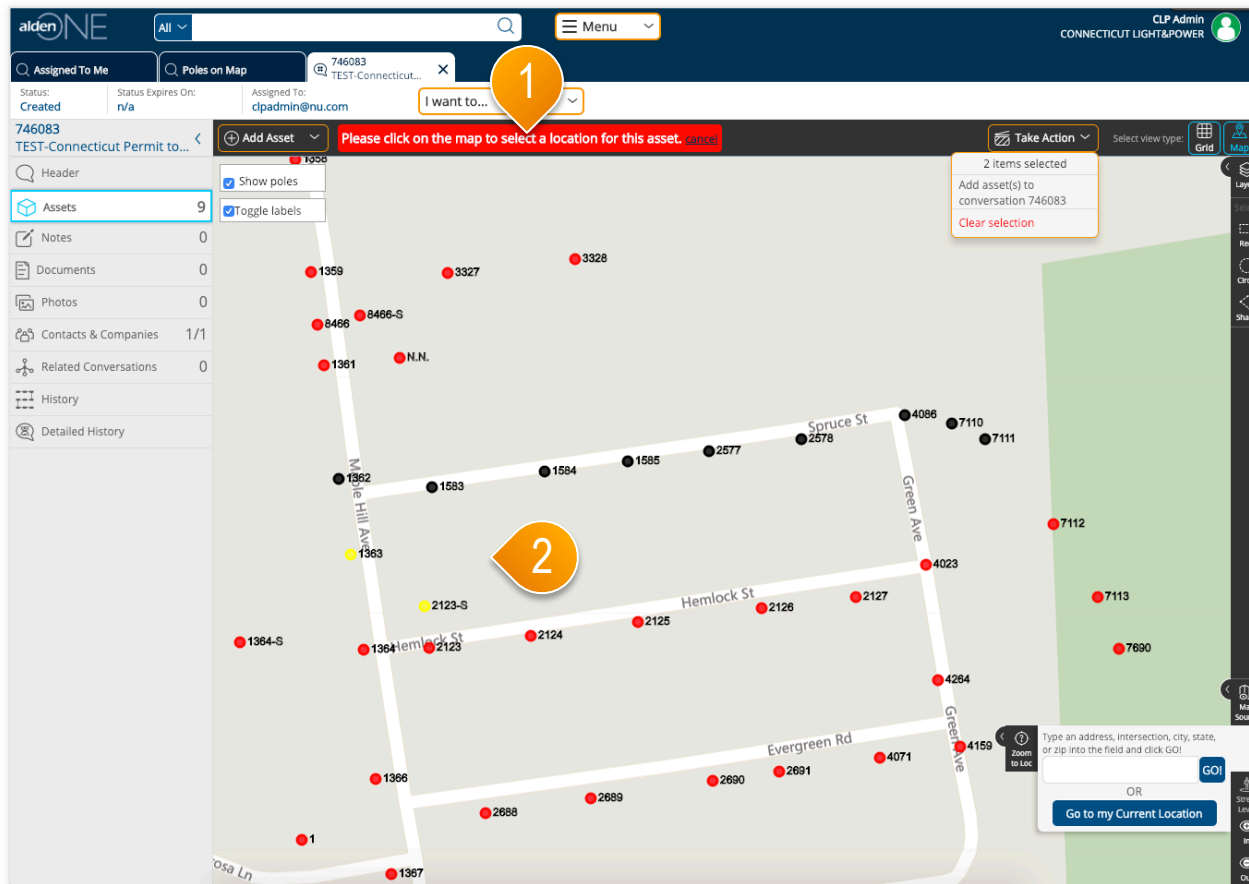 alden ONE
All
Menu
CLP Admin
CONNECTICUT LIGHT&POWER
Assigned To Me
Poles on Map
746083
TEST-Connecticut...
Status:
Created
Status Expires On:
n/a
Assigned To:
clpadmin@nu.com
I want to...
1
746083
TEST-Connecticut Permit to...
Add Asset
Please click on the map to select a location for this asset. cancel
Take Action
Select view type:
Grid
Map
2 items selected
Add asset(s) to
conversation 746083
Clear selection
Header
Assets 9
Notes 0
Documents 0
Photos 0
Contacts & Companies 1/1
Related Conversations 0
History
Detailed History
Show poles
Toggle labels
1358
1359
3327
3328
8466-S
8466
1361
N.N.
4086
7110
Spruce St
7111
2578
2577
1585
1584
1362
1583
Maple Hill Ave
Green Ave
7112
1363
2
4023
2123-S
Hemlock St
2126
2127
7113
2125
2124
1364-S
1364
Hemlock St
2123
7690
4264
Green Ave
4159
Evergreen Rd
4071
2691
2690
1366
2689
2688
1
1367
rosa Ln
Zoom
to Loc
Type an address, intersection, city, state,
or zip into the field and click GO!
GO!
OR
Go to my Current Location